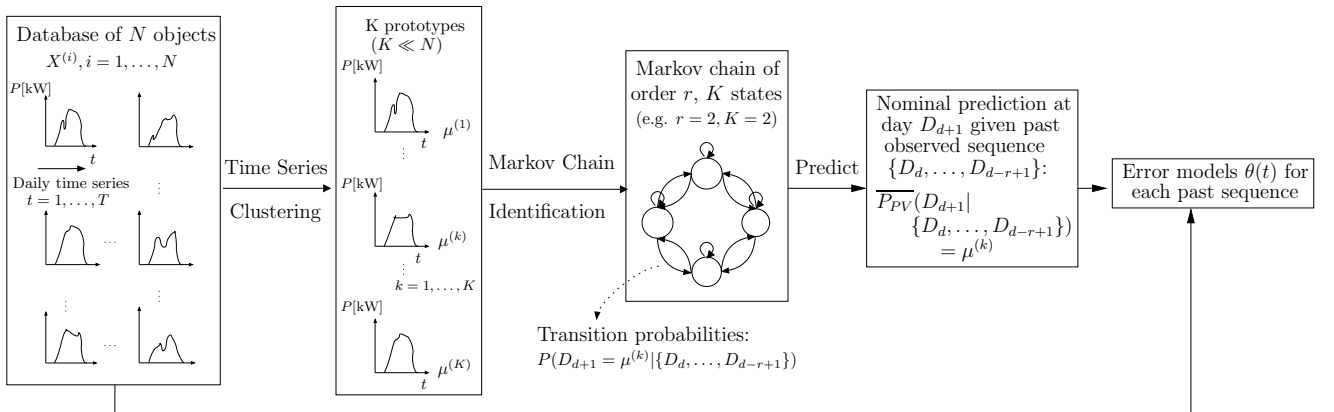 Database of N objects
X^{(i)}, i = 1, . . . , N
P[kW]
t
Daily time series
t = 1, . . . , T
Time Series
Clustering
K prototypes
(K ≪ N)
P[kW]
t
μ^{(1)}
P[kW]
t
μ^{(k)}
k = 1, . . . , K
P[kW]
t
μ^{(K)}
Markov Chain
Identification
Markov chain of
order r, K states
(e.g. r = 2, K = 2)
Transition probabilities:
P(D_{d+1} = μ^{(k)}|{D_d, . . . , D_{d−r+1}})
Predict
Nominal prediction at
day D_{d+1} given past
observed sequence
{D_d, . . . , D_{d−r+1}}:
\overline{P_{PV}}(D_{d+1}|
{D_d, . . . , D_{d−r+1}})
= μ^{(k)}
Error models θ(t) for
each past sequence